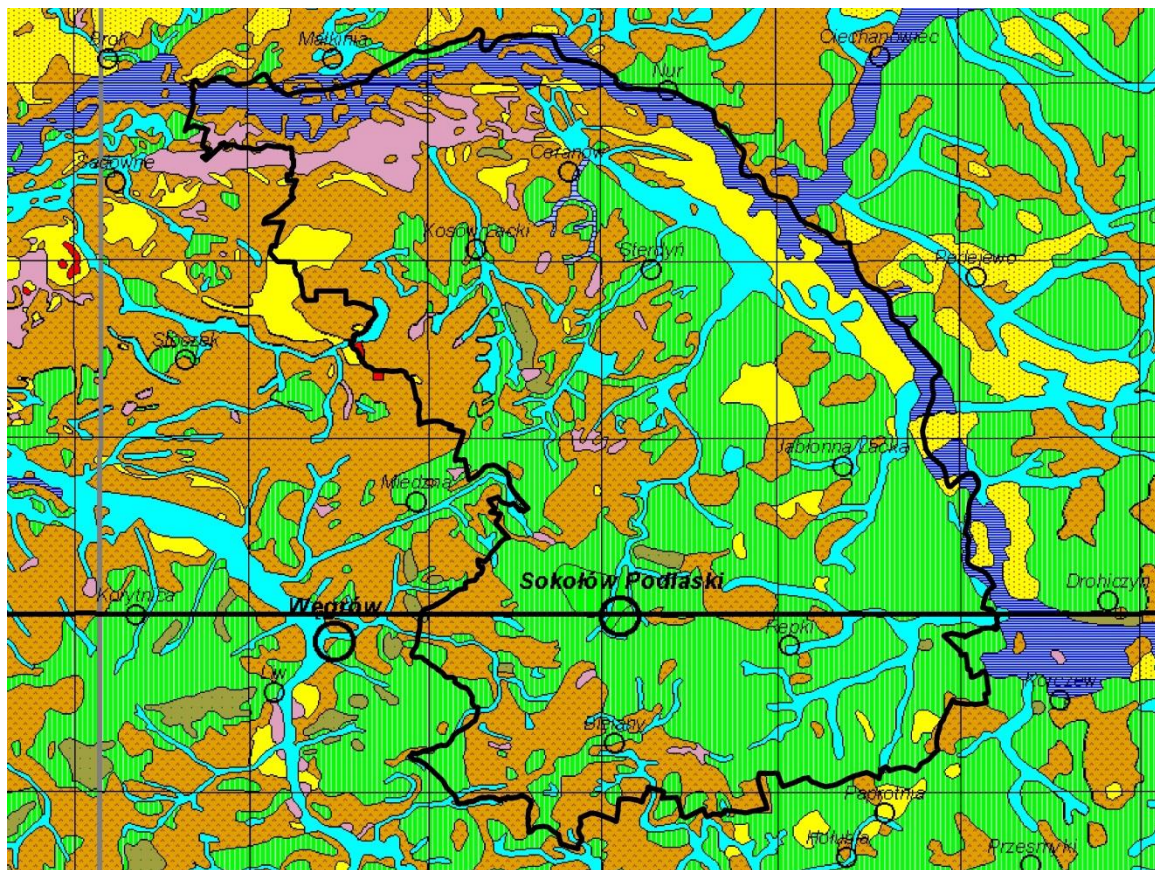 Brok
Małkinia
Ciechanowiec
Nur
Sadowne
Ceranów
Kosów Lacki
Sterdyń
Perlejewo
Stoczek
Jabłonna Lacka
Miedzna
Sokołów Podlaski
Drohiczyn
Korytnica
Węgrów
Repki
Liw
Korczew
Bielany
Paprotnia
Hołubla
Przesmyki